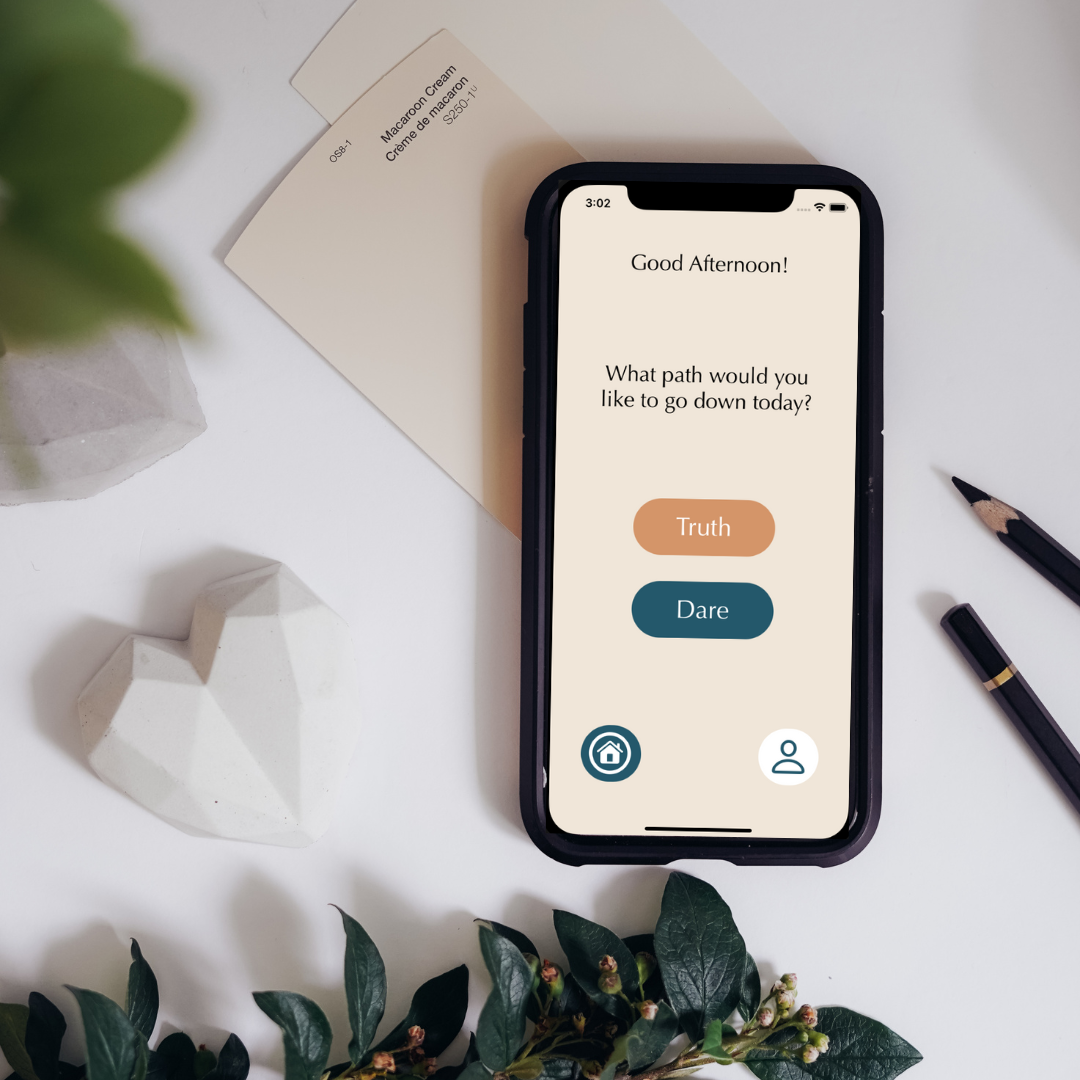 Macaroon Cream
Crème de macaron
S250-1U
OS8-1
3:02
Good Afternoon!
What path would you
like to go down today?
Truth
Dare